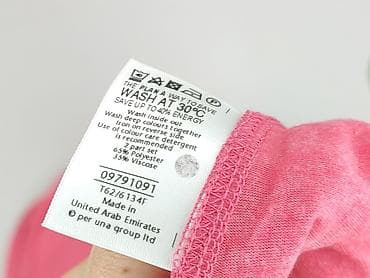 THE PLAN A WAY TO SAVE
WASH AT 30°C
SAVE UP TO 40% ENERGY
Wash inside out
Wash deep colours together
Iron on reverse side
Use of colour care detergent
is recommended
2 part set
65% Polyester
35% Viscose
09791091
T62/6134F
Made in
United Arab Emirates
© per una group ltd